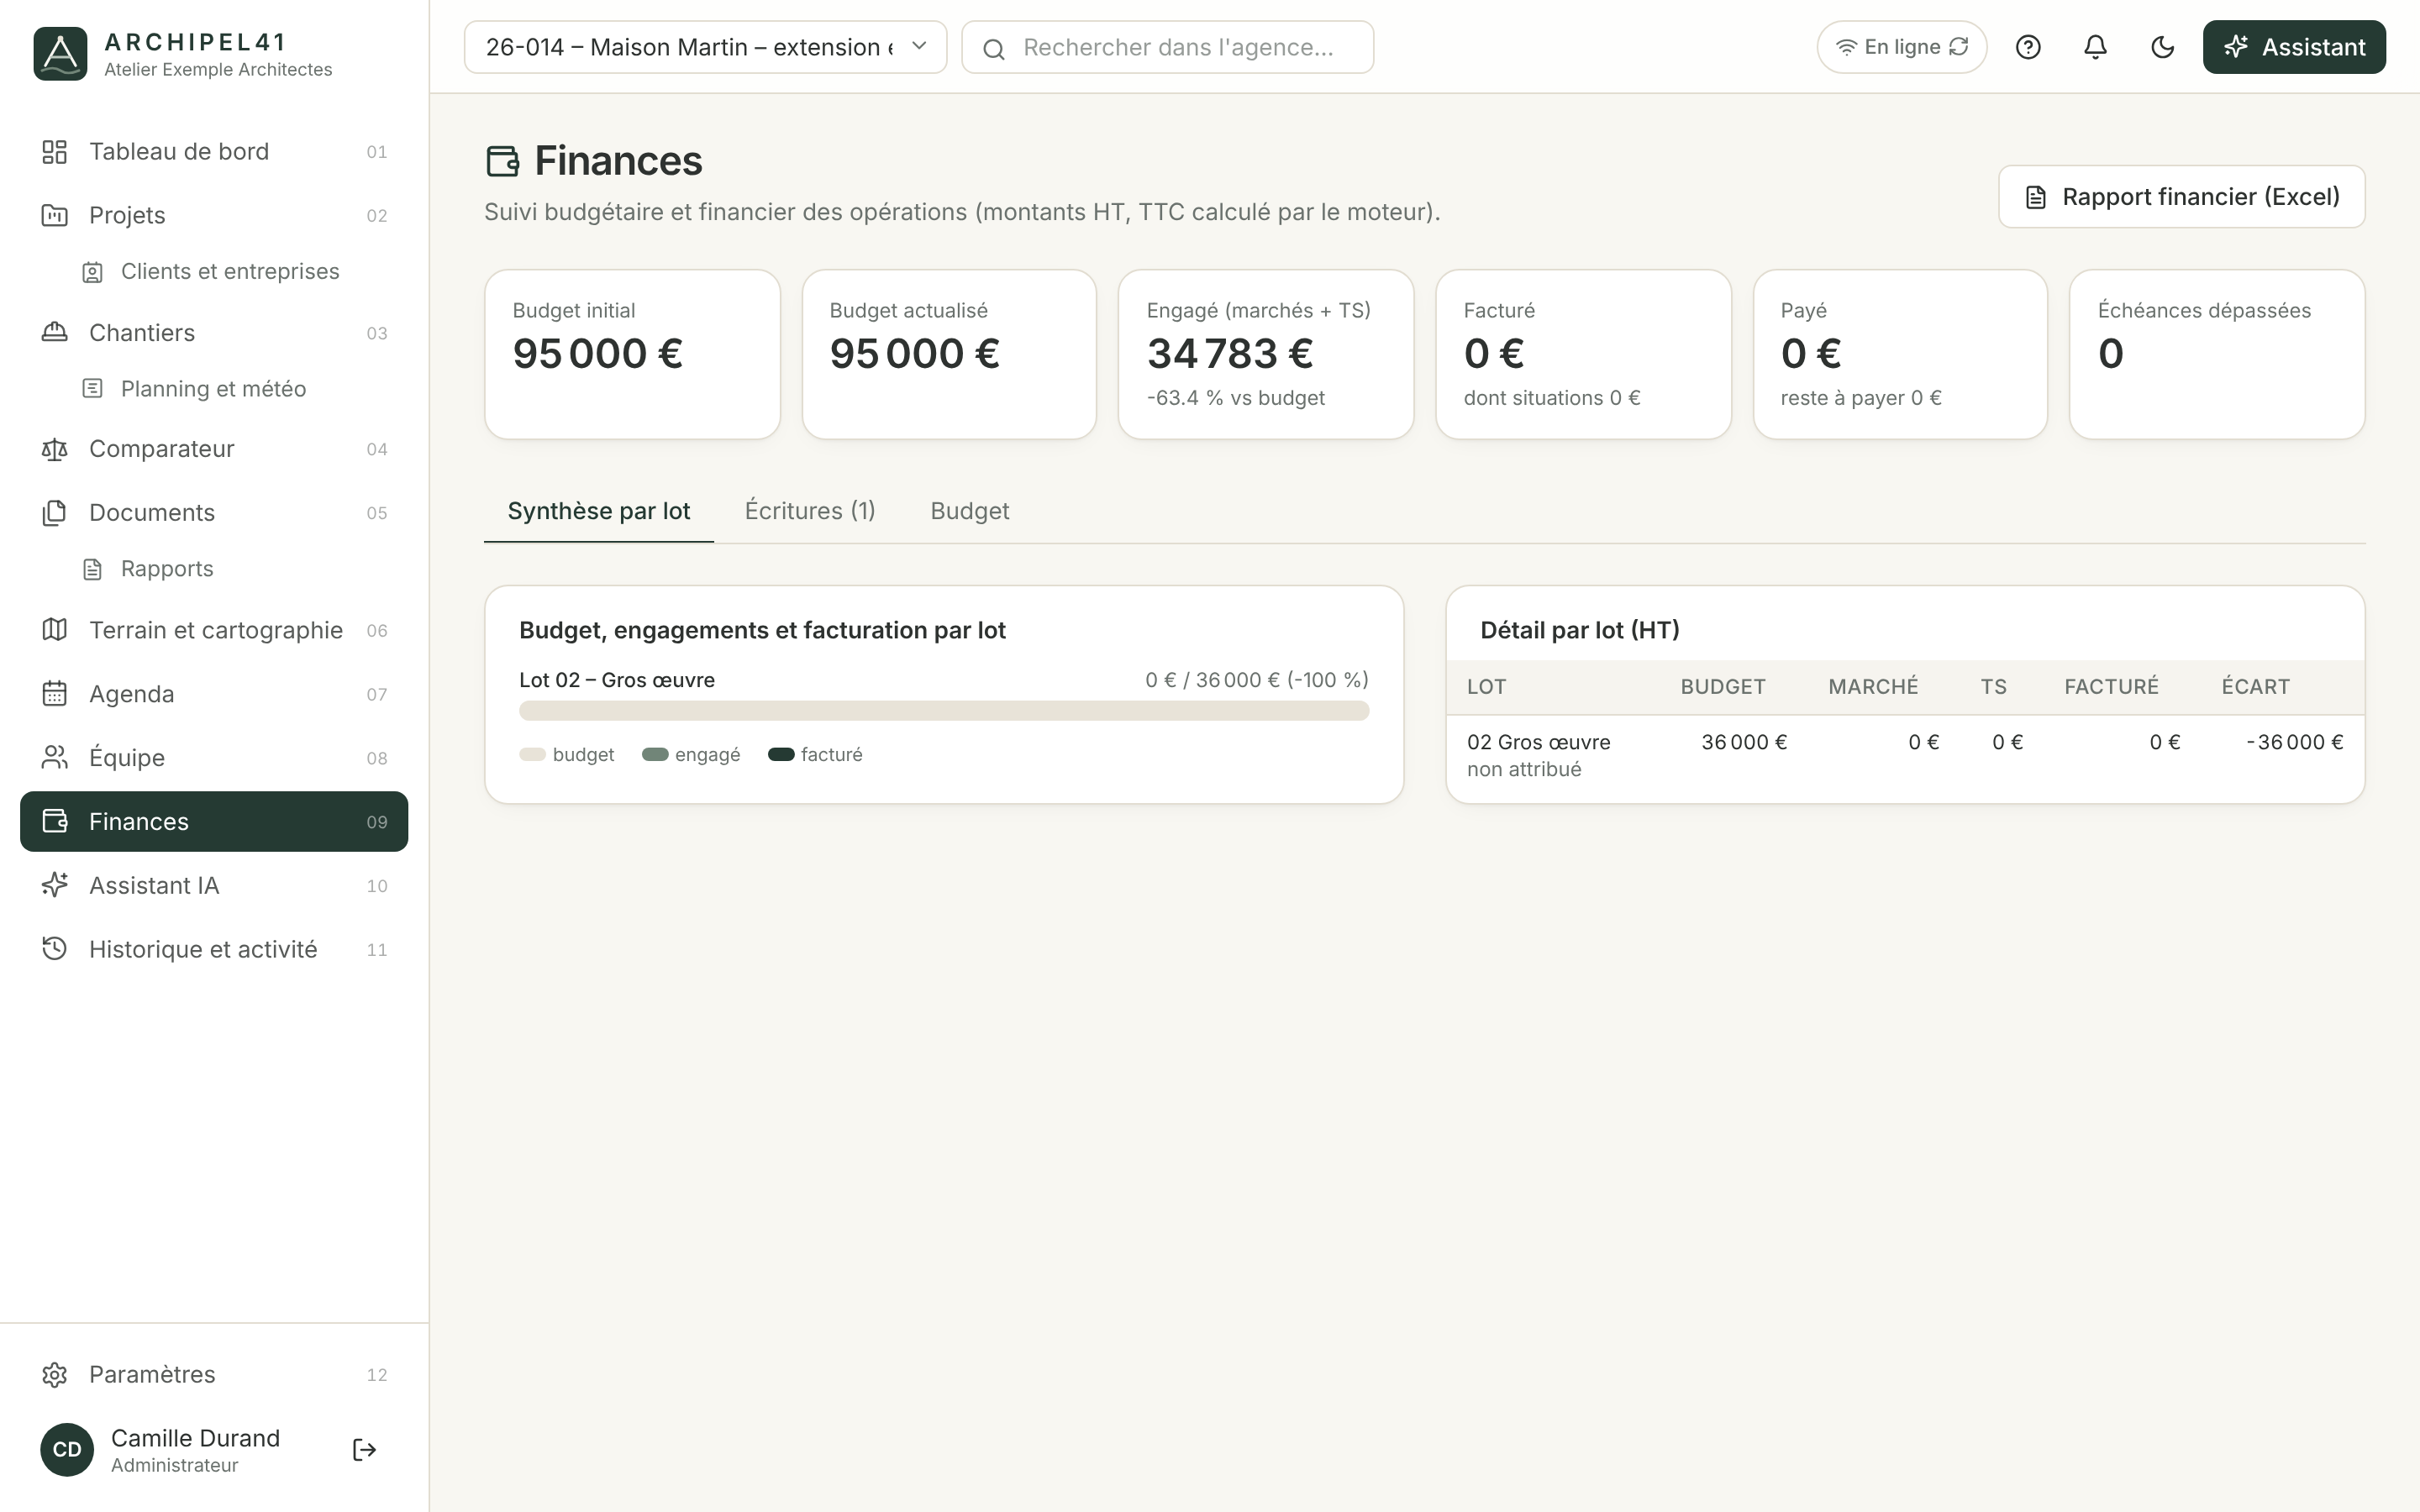 ARCHIPEL41
Atelier Exemple Architectes
Tableau de bord 01
Projets 02
Clients et entreprises
Chantiers 03
Planning et météo
Comparateur 04
Documents 05
Rapports
Terrain et cartographie 06
Agenda 07
Équipe 08
Finances 09
Assistant IA 10
Historique et activité 11
Paramètres 12
CD
Camille Durand
Administrateur
26-014 – Maison Martin – extension
Rechercher dans l'agence...
En ligne
Assistant
Finances
Suivi budgétaire et financier des opérations (montants HT, TTC calculé par le moteur).
Rapport financier (Excel)
Budget initial
95 000 €
Budget actualisé
95 000 €
Engagé (marchés + TS)
34 783 €
-63.4 % vs budget
Facturé
0 €
dont situations 0 €
Payé
0 €
reste à payer 0 €
Échéances dépassées
0
Synthèse par lot Écritures (1) Budget
Budget, engagements et facturation par lot
Lot 02 – Gros œuvre 0 € / 36 000 € (-100 %)
budget engagé facturé
Détail par lot (HT)
LOT BUDGET MARCHÉ TS FACTURÉ ÉCART
02 Gros œuvre 36 000 € 0 € 0 € 0 € -36 000 €
non attribué